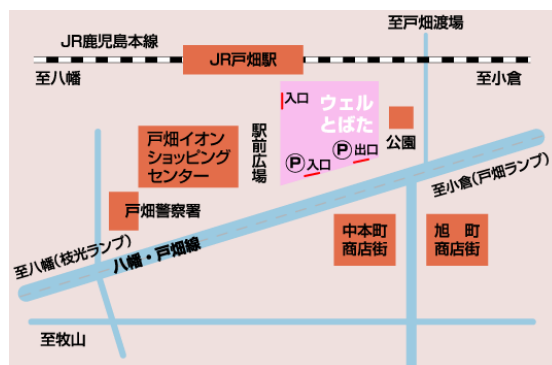 至戸畑渡場
JR鹿児島本線
JR戸畑駅
至八幡
至小倉
入口
ウェル
とばた
公園
駅前広場
戸畑イオン
ショッピング
センター
P 入口
P 出口
戸畑警察署
至小倉(戸畑ランプ)
中本町
商店街
旭 町
商店街
至八幡(枝光ランプ)
八幡・戸畑線
至牧山